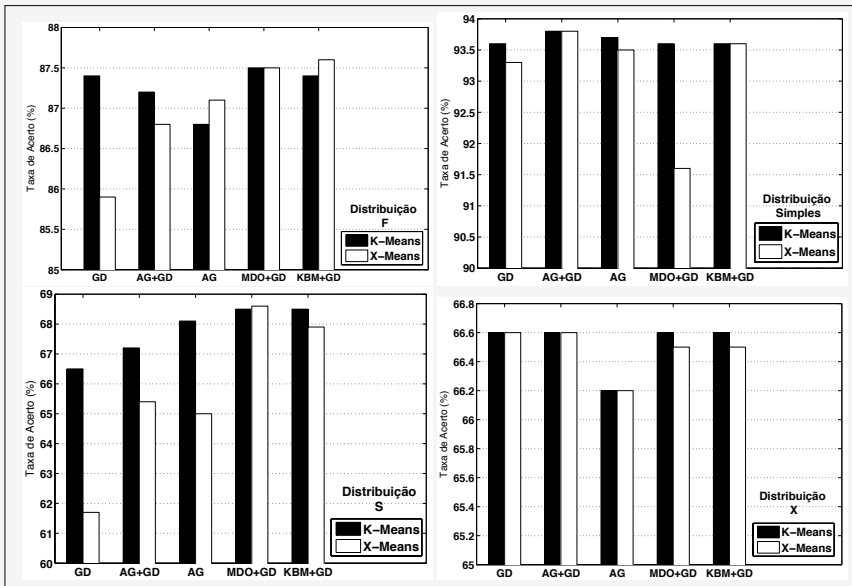 88
87.5
87
86.5
86
85.5
85
Taxa de Acerto (%)
GD AG+GD AG MDO+GD KBM+GD
Distribuição
F
K-Means
X-Means
94
93.5
93
92.5
92
91.5
91
90.5
90
Taxa de Acerto (%)
GD AG+GD AG MDO+GD KBM+GD
Distribuição
Simples
K-Means
X-Means
69
68
67
66
65
64
63
62
61
60
Taxa de Acerto (%)
GD AG+GD AG MDO+GD KBM+GD
Distribuição
S
K-Means
X-Means
66.8
66.6
66.4
66.2
66
65.8
65.6
65.4
65.2
65
Taxa de Acerto (%)
GD AG+GD AG MDO+GD KBM+GD
Distribuição
X
K-Means
X-Means